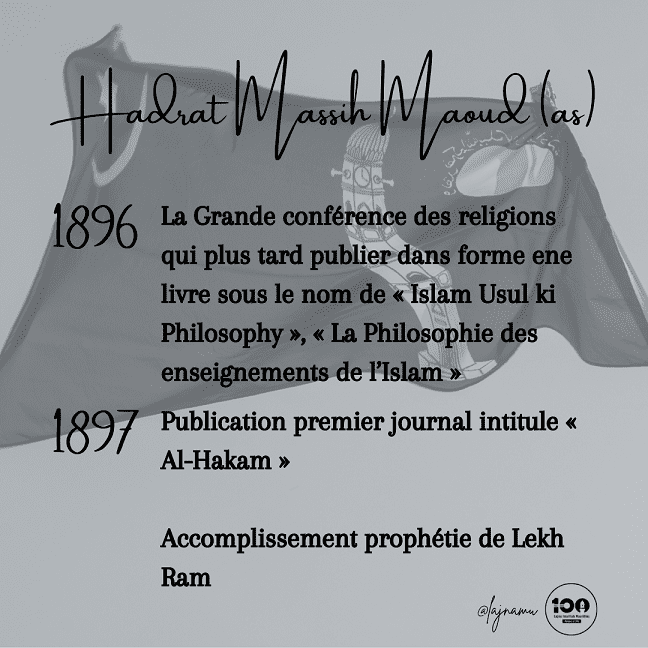 Hadrat Massih Maoud (as)
1896
La Grande conférence des religions
qui plus tard publier dans forme ene
livre sous le nom de « Islam Usul ki
Philosophy », « La Philosophie des
enseignements de l'Islam »
1897
Publication premier journal intitule «
Al-Hakam »
Accomplissement prophétie de Lekh
Ram
@lajnamu
100